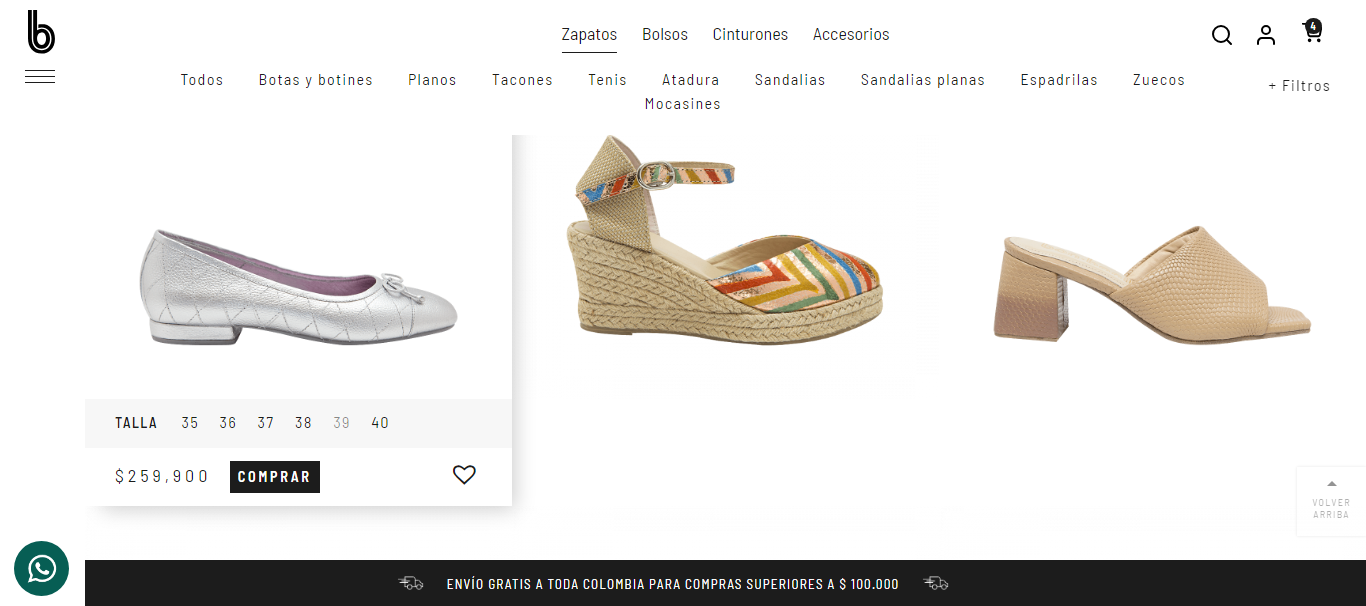 b
Zapatos Bolsos Cinturones Accesorios
4
Todos Botas y botines Planos Tacones Tenis Atadura Sandalias Sandalias planas Espadrilas Zuecos
Mocasines
+ Filtros
TALLA 35 36 37 38 39 40
$259,900 COMPRAR
VOLVER
ARRIBA
ENVÍO GRATIS A TODA COLOMBIA PARA COMPRAS SUPERIORES A $ 100.000